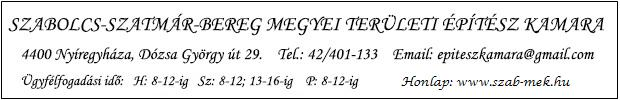 SZABOLCS-SZATMÁR-BEREG MEGYEI TERÜLETI ÉPÍTÉSZ KAMARA
4400 Nyíregyháza, Dózsa György út 29. Tel.: 42/401-133 Email: epiteszkamara@gmail.com
Ügyfélfogadási idő: H: 8-12-ig Sz: 8-12; 13-16-ig P: 8-12-ig Honlap: www.szab-mek.hu